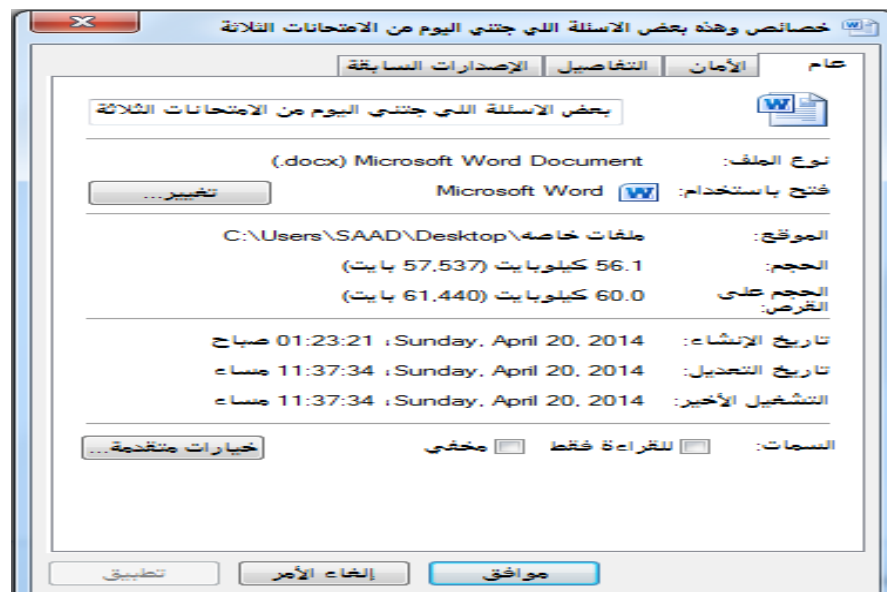 خصائص وهذه بعض الاسئلة اللي جتني اليوم من الامتحانات الثلاثة
عام الأمان التفاصيل الإصدارات السابقة
بعض الاسئلة اللي جتني اليوم من الامتحانات الثلاثة
نوع الملف: Microsoft Word Document (.docx)
فتح باستخدام: Microsoft Word تغيير...
الموقع: C:\Users\SAAD\Desktop\ملفات خاصه
الحجم: 56.1 كيلوبايت (57,537 بايت)
الحجم على القرص: 60.0 كيلوبايت (61,440 بايت)
تاريخ الإنشاء: Sunday, April 20, 2014، 01:23:21 صباح
تاريخ التعديل: Sunday, April 20, 2014، 11:37:34 مساء
التشغيل الأخير: Sunday, April 20, 2014، 11:37:34 مساء
السمات: للقراءة فقط مخفي خيارات متقدمة...
موافق إلغاء الأمر تطبيق